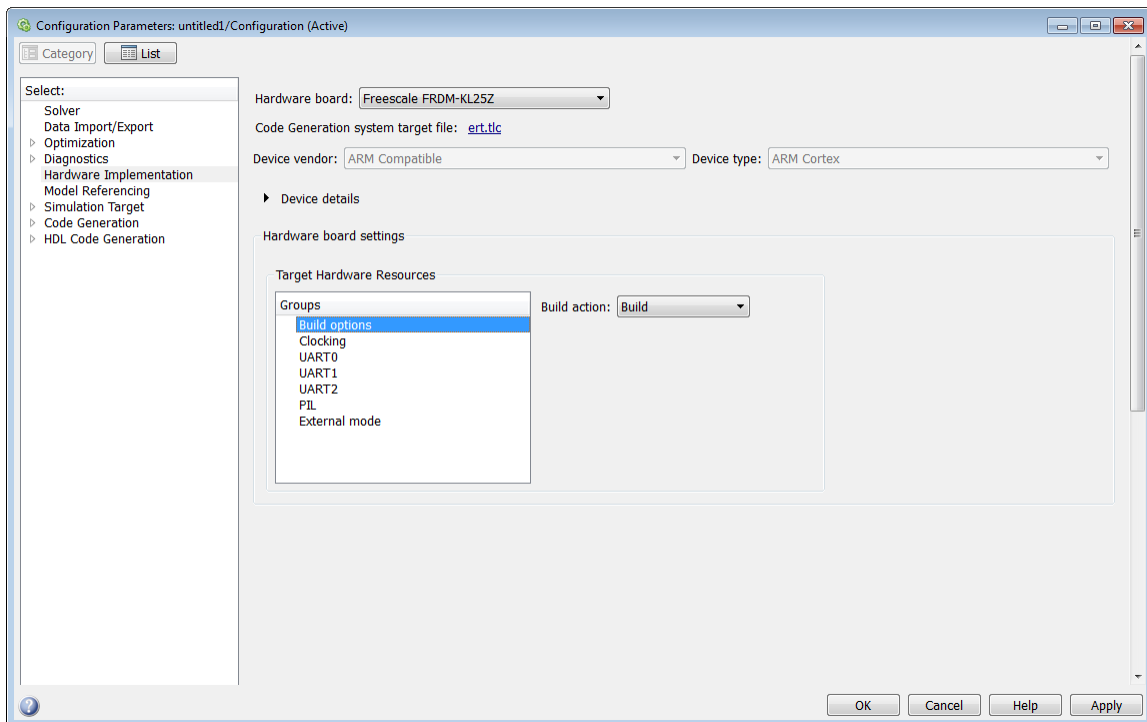 Configuration Parameters: untitled1/Configuration (Active)
Category List
Select:
Solver
Data Import/Export
Optimization
Diagnostics
Hardware Implementation
Model Referencing
Simulation Target
Code Generation
HDL Code Generation
Hardware board: Freescale FRDM-KL25Z
Code Generation system target file: ert.tlc
Device vendor: ARM Compatible Device type: ARM Cortex
Device details
Hardware board settings
Target Hardware Resources
Groups
Build options
Clocking
UART0
UART1
UART2
PIL
External mode
Build action: Build
OK Cancel Help Apply